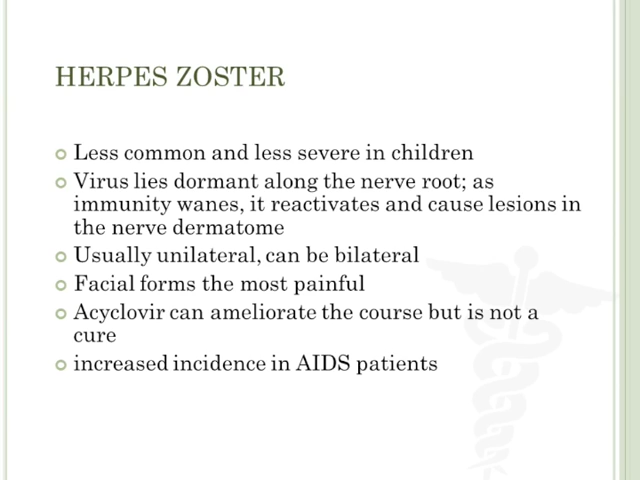 HERPES ZOSTER
Less common and less severe in children
Virus lies dormant along the nerve root; as
immunity wanes, it reactivates and cause lesions in
the nerve dermatome
Usually unilateral, can be bilateral
Facial forms the most painful
Acyclovir can ameliorate the course but is not a
cure
increased incidence in AIDS patients